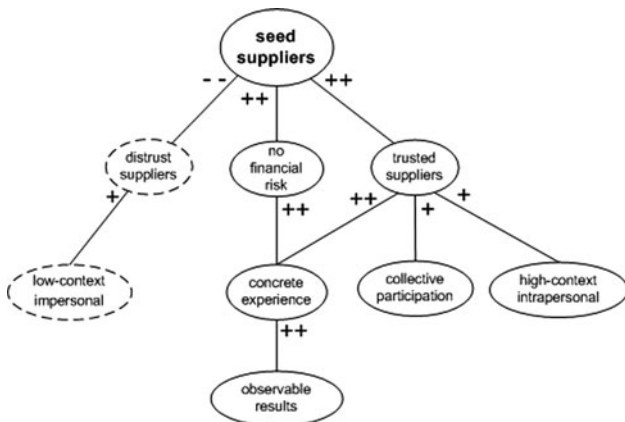 seed
suppliers
- -
++
++
distrust
suppliers
no
financial
risk
trusted
suppliers
+
++
++
+
+
low-context
impersonal
concrete
experience
collective
participation
high-context
intrapersonal
++
observable
results